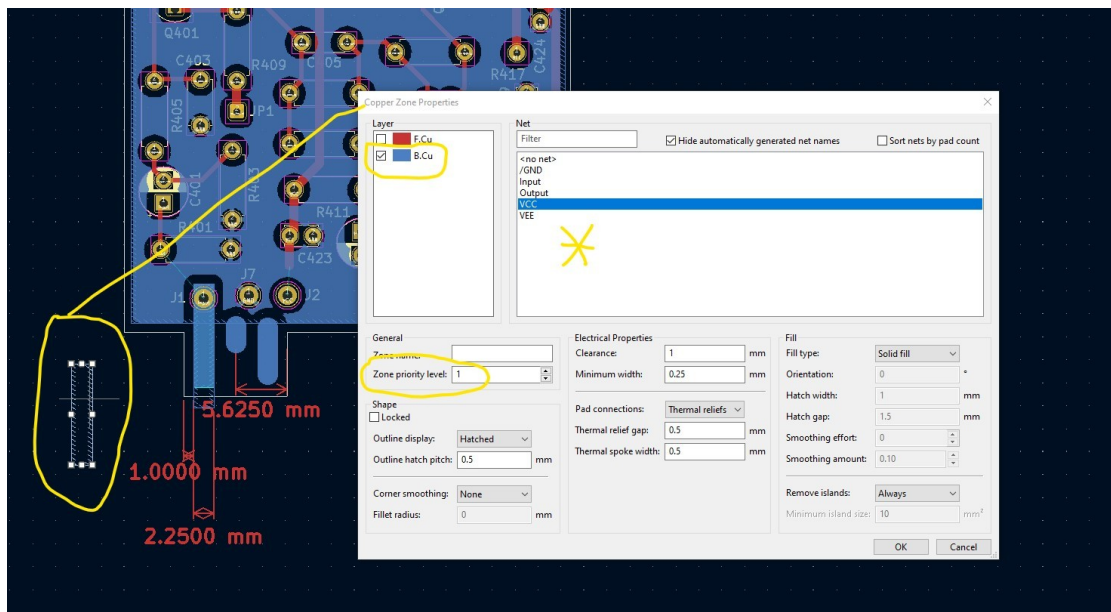 Q401
C403
R409
C405
R417
C424
R405
JP1
C401
R403
R411
R401
C423
J7
J1
J2
5.6250 mm
1.0000 mm
2.2500 mm
Copper Zone Properties
Layer
F.Cu
B.Cu
Net
Filter
Hide automatically generated net names
Sort nets by pad count
<no net>
/GND
Input
Output
VCC
VEE
General
Zone name:
Zone priority level: 1
Shape
Locked
Outline display: Hatched
Outline hatch pitch: 0.5 mm
Corner smoothing: None
Fillet radius: 0 mm
Electrical Properties
Clearance: 1 mm
Minimum width: 0.25 mm
Pad connections: Thermal reliefs
Thermal relief gap: 0.5 mm
Thermal spoke width: 0.5 mm
Fill
Fill type: Solid fill
Orientation: 0 °
Hatch width: 1 mm
Hatch gap: 1.5 mm
Smoothing effort: 0
Smoothing amount: 0.10
Remove islands: Always
Minimum island size: 10 mm²
OK Cancel